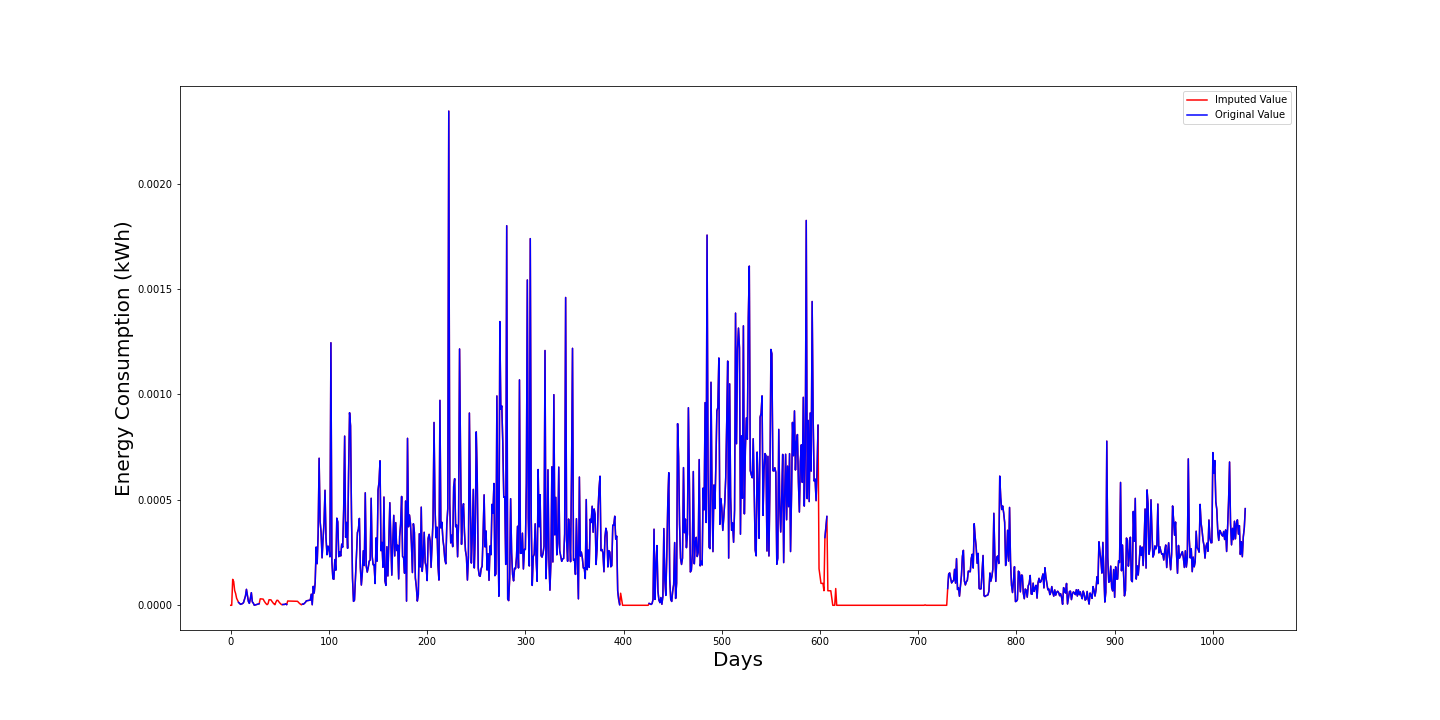 Imputed Value
Original Value
Energy Consumption (kWh)
0.0020
0.0015
0.0010
0.0005
0.0000
0 100 200 300 400 500 600 700 800 900 1000
Days